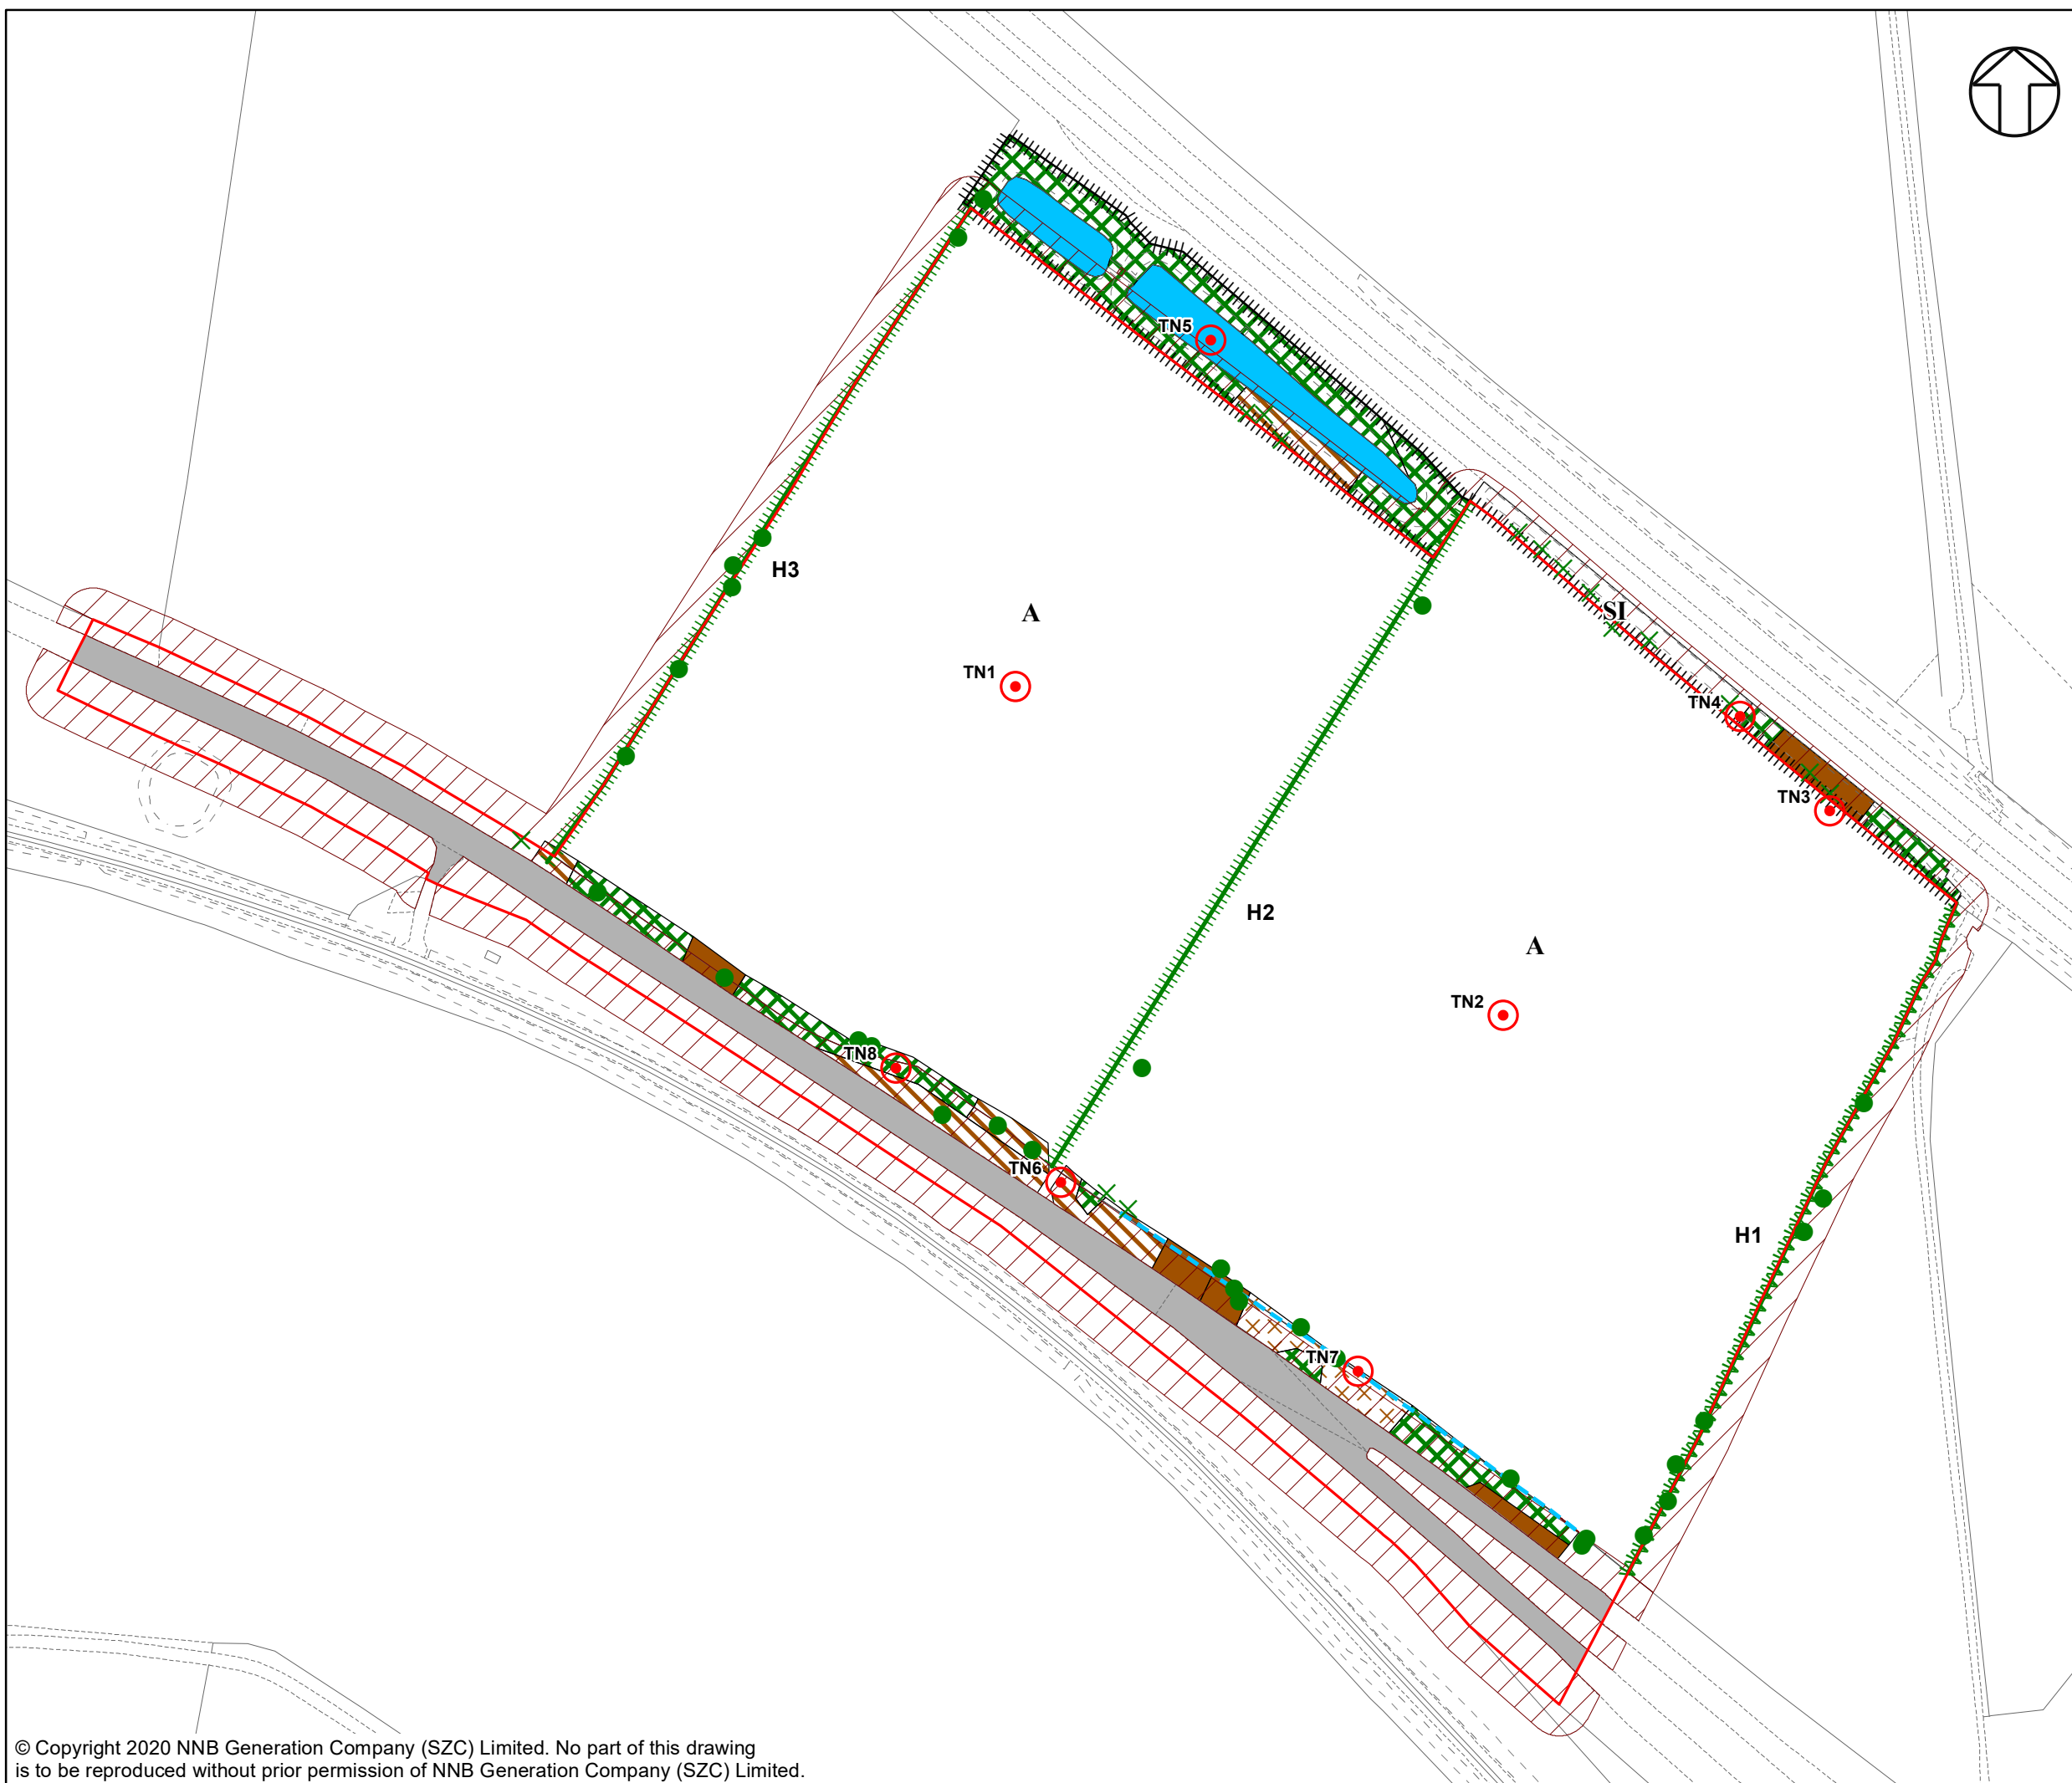 TN5
H3
A
SI
TN1
TN4
TN3
H2
A
TN2
TN8
TN6
H1
TN7
© Copyright 2020 NNB Generation Company (SZC) Limited. No part of this drawing
is to be reproduced without prior permission of NNB Generation Company (SZC) Limited.